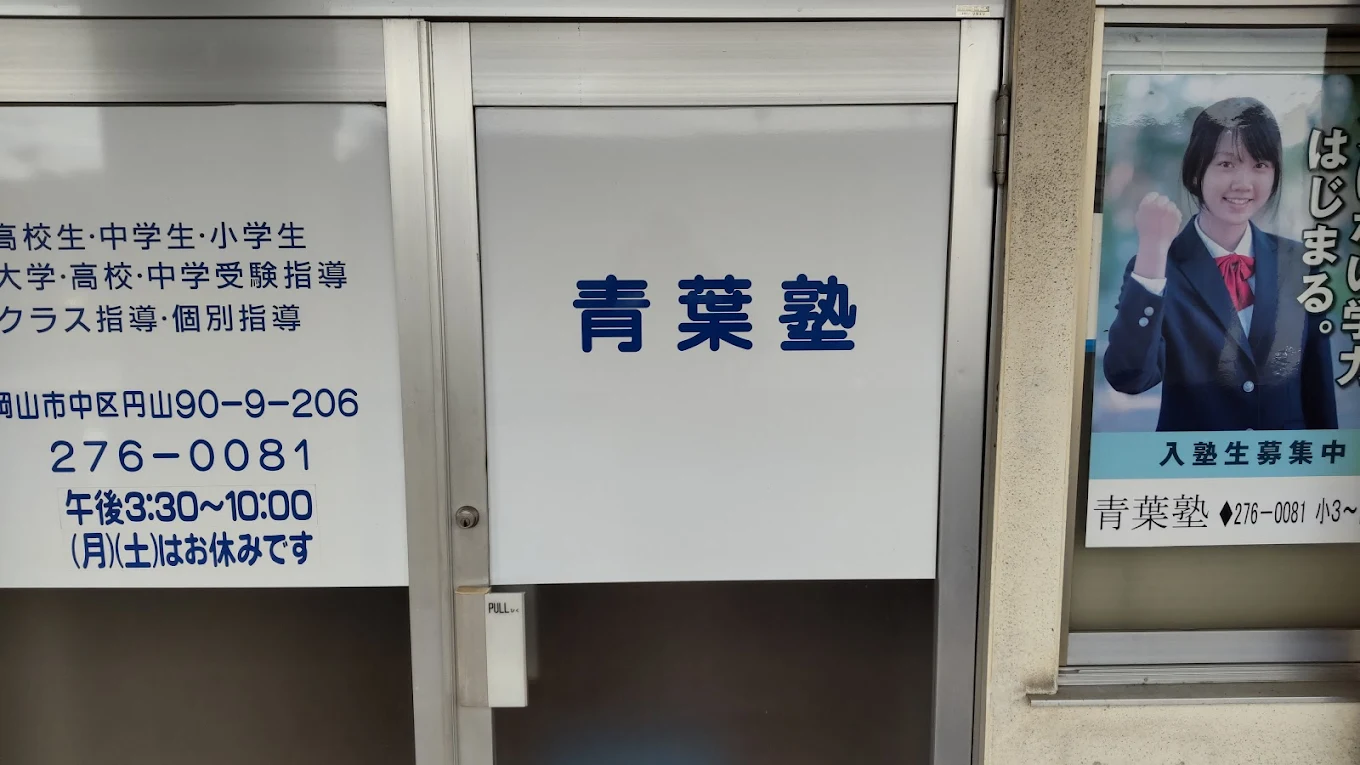 高校生・中学生・小学生
大学・高校・中学受験指導
クラス指導・個別指導
岡山市中区円山90-9-206
276-0081
午後3:30~10:00
(月)(土)はお休みです
青葉塾
PULL ひく
はじまる。
入塾生募集中
青葉塾 ◆276-0081 小3~